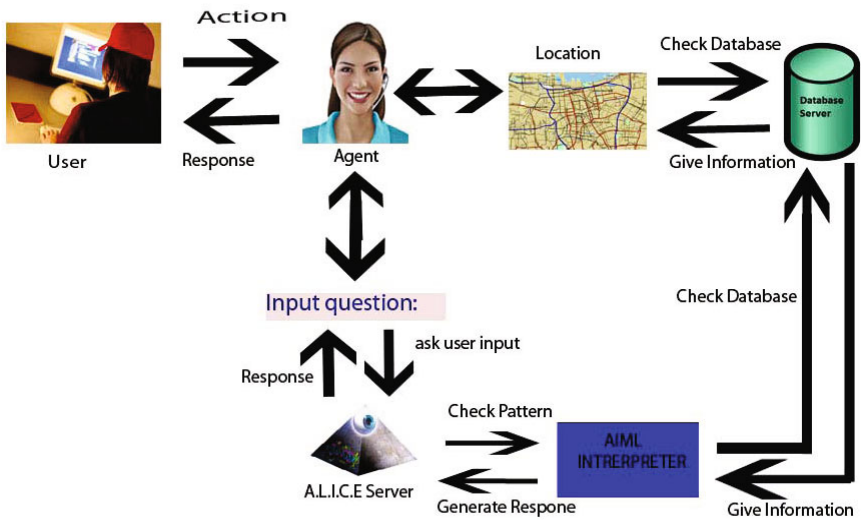 Action
Location
Check Database
Database
Server
User
Response
Agent
Give Information
Input question:
Check Database
ask user input
Response
Check Pattern
AIML
INTRERPRETER
A.L.I.C.E Server
Generate Respone
Give Information